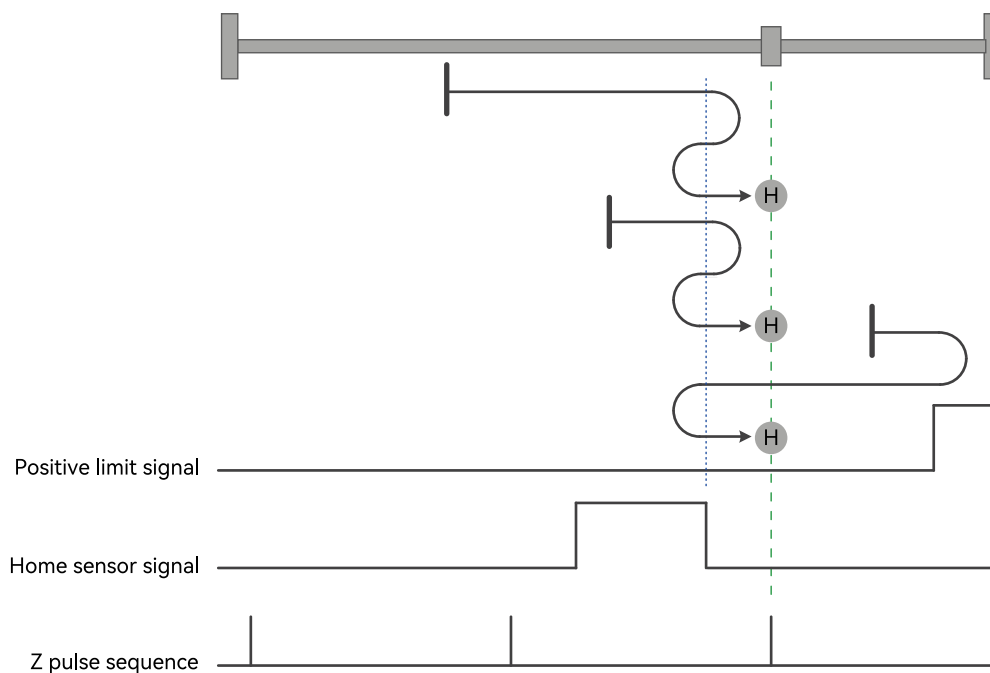 H
H
H
Positive limit signal
Home sensor signal
Z pulse sequence